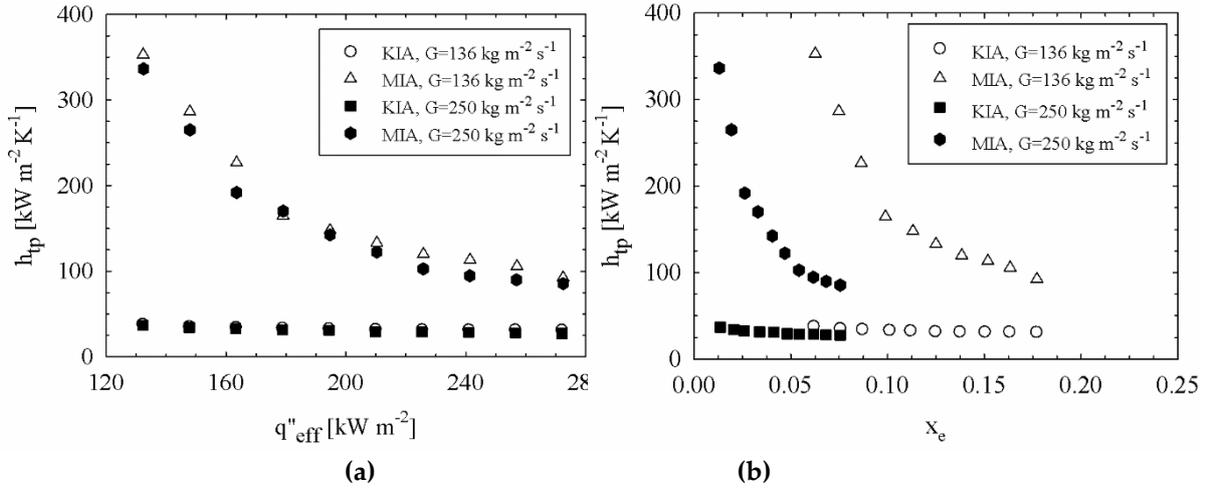 400
300
200
100
0
h_tp [kW m⁻² K⁻¹]
KIA, G=136 kg m⁻² s⁻¹
MIA, G=136 kg m⁻² s⁻¹
KIA, G=250 kg m⁻² s⁻¹
MIA, G=250 kg m⁻² s⁻¹
120 160 200 240 28
q"eff [kW m⁻²]
(a)
400
300
200
100
0
h_tp [kW m⁻² K⁻¹]
KIA, G=136 kg m⁻² s⁻¹
MIA, G=136 kg m⁻² s⁻¹
KIA, G=250 kg m⁻² s⁻¹
MIA, G=250 kg m⁻² s⁻¹
0.00 0.05 0.10 0.15 0.20 0.25
x_e
(b)